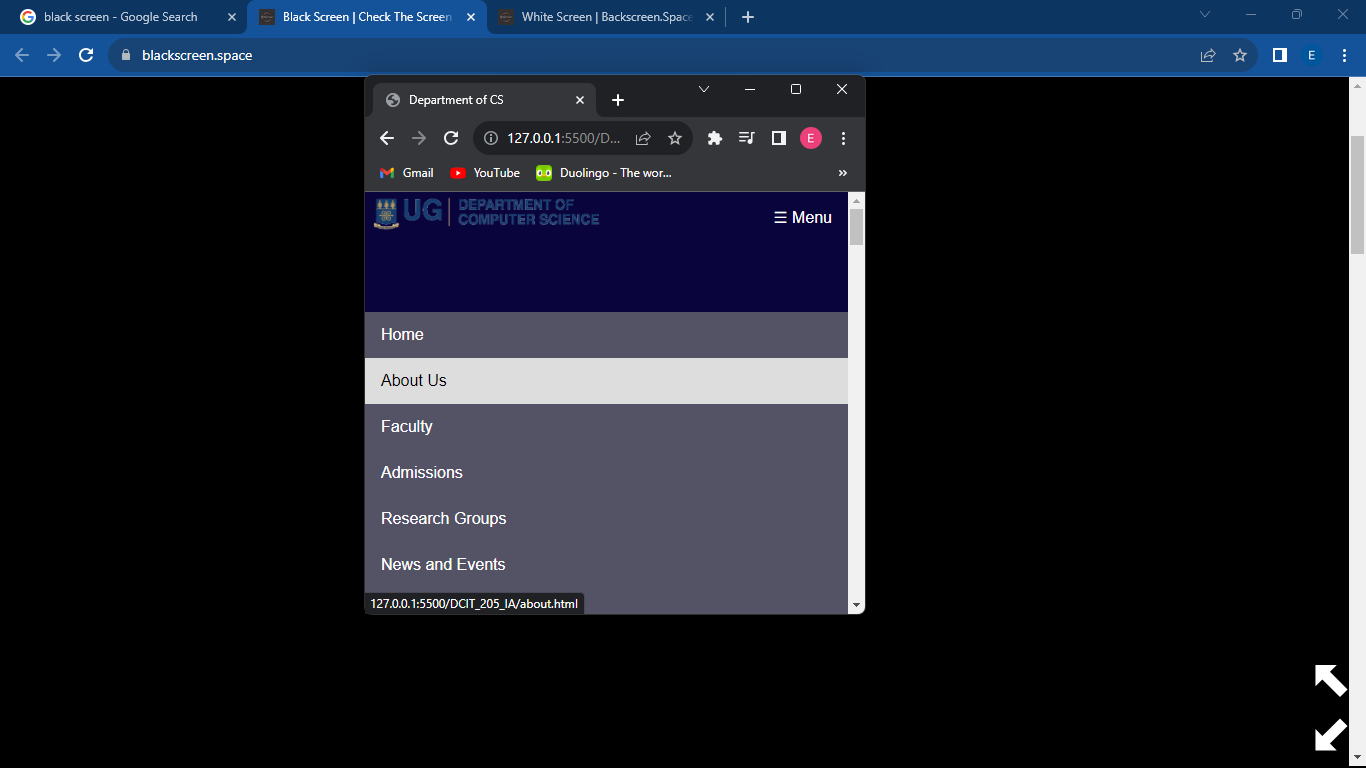 black screen - Google Search
Black Screen | Check The Screen
White Screen | Backscreen.Space
blackscreen.space
E
Department of CS
127.0.0.1:5500/D...
E
Gmail
YouTube
Duolingo - The wor...
»
UG
DEPARTMENT OF
COMPUTER SCIENCE
☰ Menu
Home
About Us
Faculty
Admissions
Research Groups
News and Events
127.0.0.1:5500/DCIT_205_IA/about.html